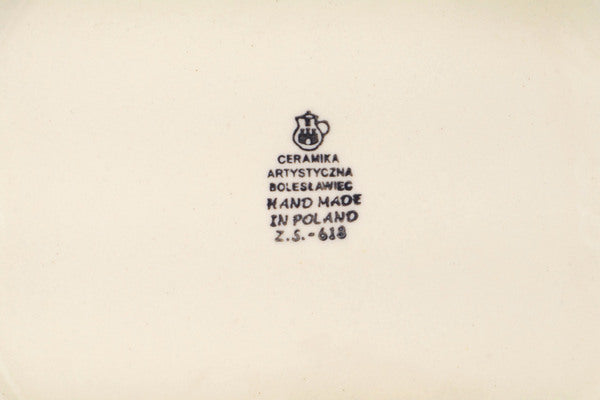 CERAMIKA
ARTYSTYCZNA
BOLESŁAWIEC
HAND MADE
IN POLAND
Z.S.-618